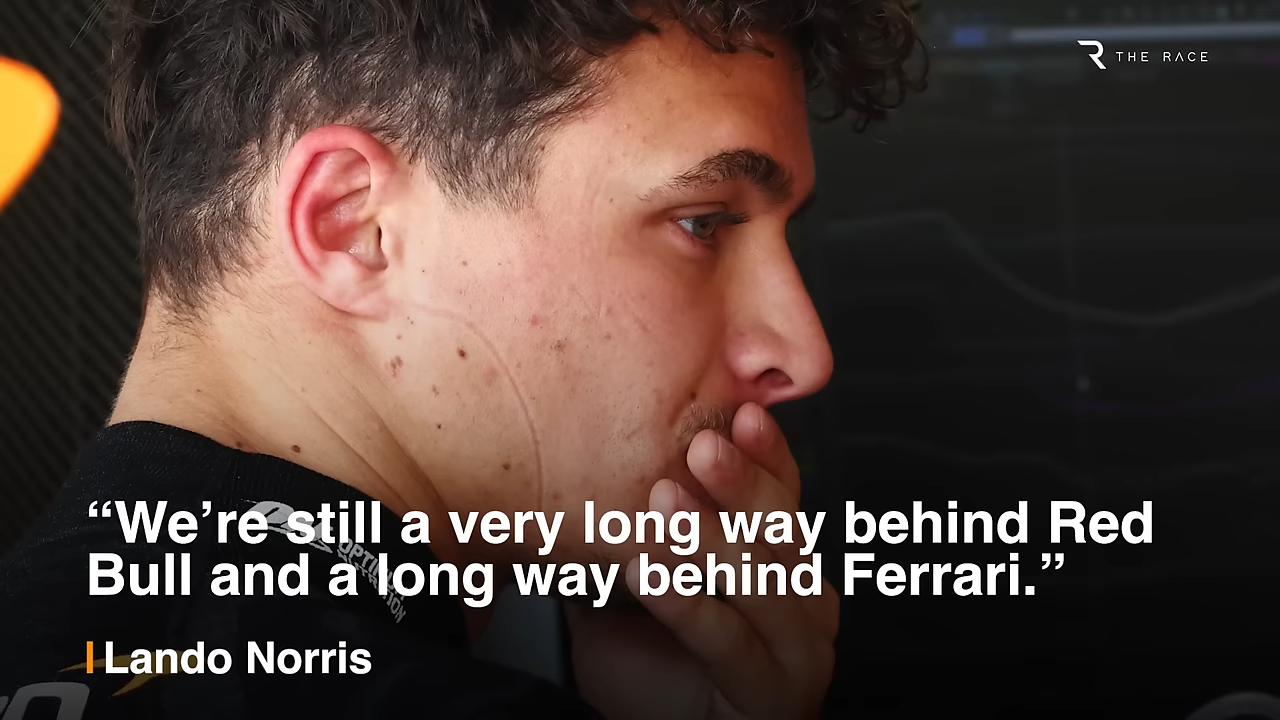 THE RACE
“We’re still a very long way behind Red
Bull and a long way behind Ferrari.”
Lando Norris